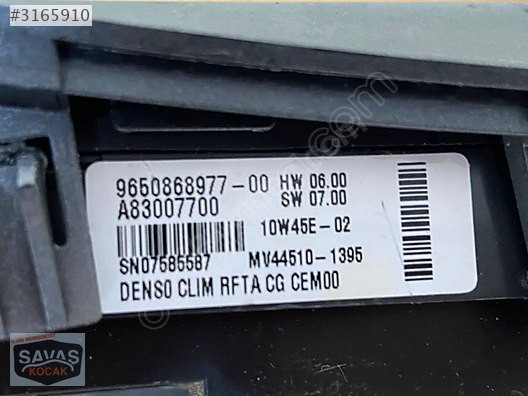 #3165910
9650868977-00 HW 06.00
A83007700 SW 07.00
10W45E-02
SN07585587 MV44510-1395
DENSO CLIM RFTA CG CEM00
SAVAŞ
KOCAK